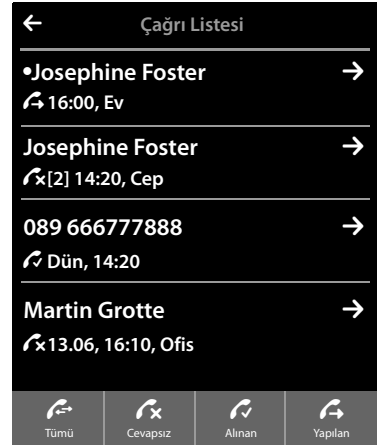 Çağrı Listesi
•Josephine Foster
16:00, Ev
Josephine Foster
[2] 14:20, Cep
089 666777888
Dün, 14:20
Martin Grotte
13.06, 16:10, Ofis
Tümü Cevapsız Alınan Yapılan